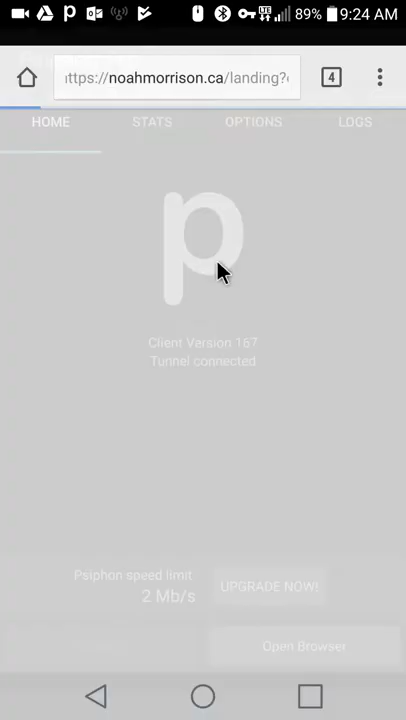 89% 9:24 AM
ttps://noahmorrison.ca/landing?
4
HOME STATS OPTIONS LOGS
p
Client Version 167
Tunnel connected
Psiphon speed limit
2 Mb/s
UPGRADE NOW!
Open Browser